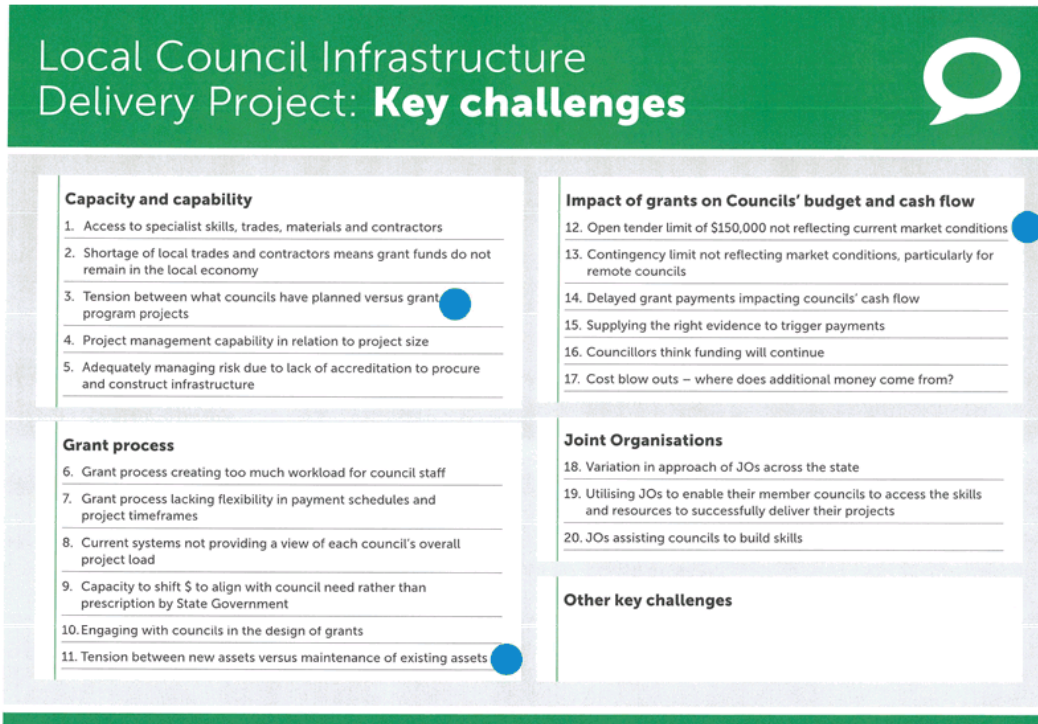 Local Council Infrastructure
Delivery Project: Key challenges
Capacity and capability
1. Access to specialist skills, trades, materials and contractors
2. Shortage of local trades and contractors means grant funds do not
remain in the local economy
3. Tension between what councils have planned versus grant
program projects
4. Project management capability in relation to project size
5. Adequately managing risk due to lack of accreditation to procure
and construct infrastructure
Grant process
6. Grant process creating too much workload for council staff
7. Grant process lacking flexibility in payment schedules and
project timeframes
8. Current systems not providing a view of each council's overall
project load
9. Capacity to shift $ to align with council need rather than
prescription by State Government
10. Engaging with councils in the design of grants
11. Tension between new assets versus maintenance of existing assets
Impact of grants on Councils' budget and cash flow
12. Open tender limit of $150,000 not reflecting current market conditions
13. Contingency limit not reflecting market conditions, particularly for
remote councils
14. Delayed grant payments impacting councils' cash flow
15. Supplying the right evidence to trigger payments
16. Councillors think funding will continue
17. Cost blow outs – where does additional money come from?
Joint Organisations
18. Variation in approach of JOs across the state
19. Utilising JOs to enable their member councils to access the skills
and resources to successfully deliver their projects
20. JOs assisting councils to build skills
Other key challenges